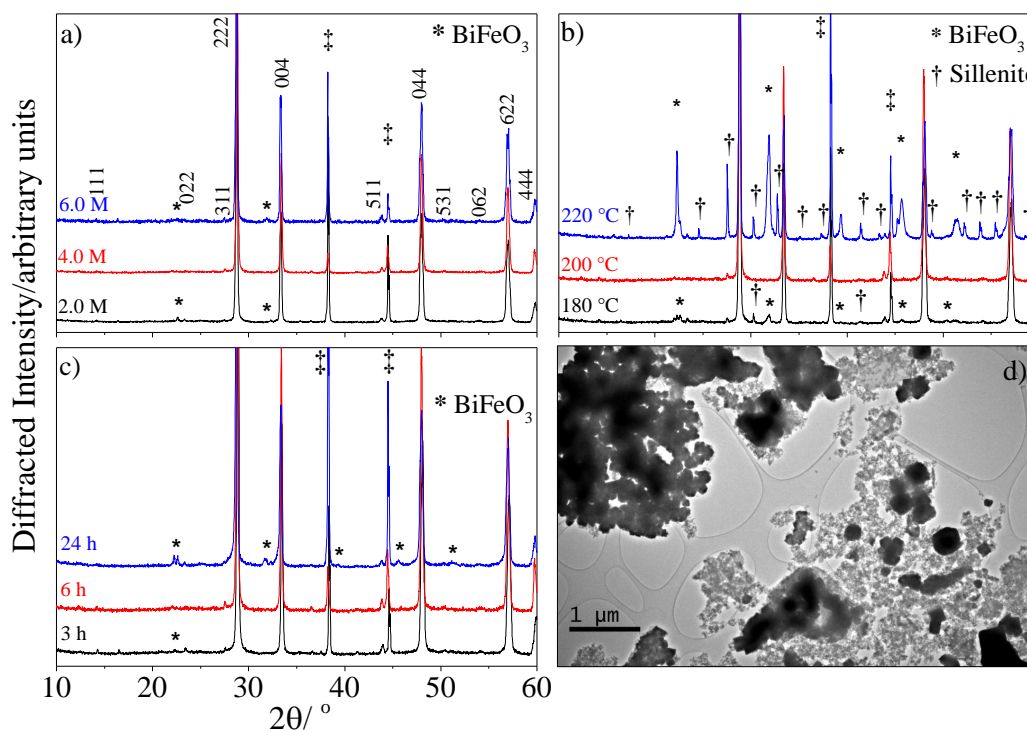 Diffracted Intensity/arbitrary units
a)
222
‡
* BiFeO3
004
‡
044
622
111
*
022
311
*
511
531
062
444
6.0 M
4.0 M
2.0 M
*
*
b)
‡
* BiFeO3
† Sillenite
*
*
‡
†
†
*
*
*
†
†
†
†
†
†
†
†
†
†
†
†
220 °C
200 °C
180 °C
*
†
*
*
†
*
*
c)
‡
‡
* BiFeO3
24 h
*
*
*
*
*
6 h
3 h
*
10
20
30
40
50
60
2θ/ °
d)
1 μm